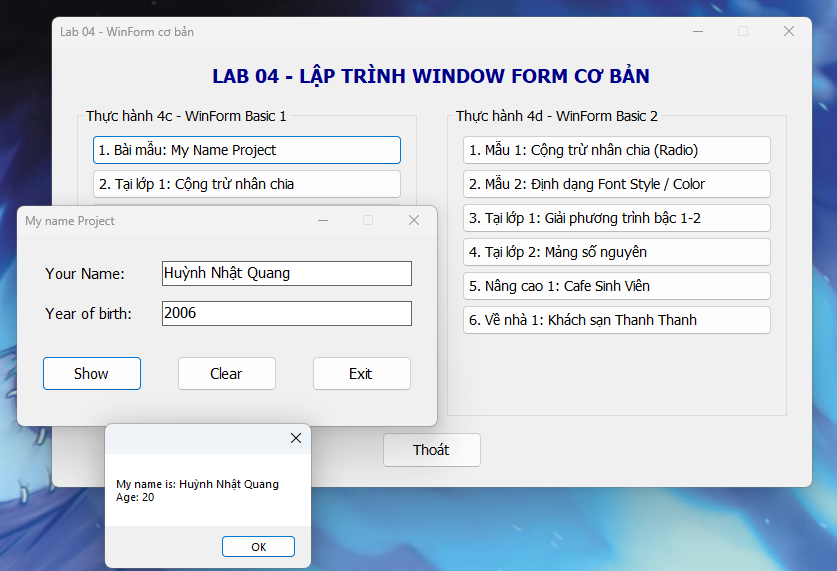 Lab 04 - WinForm cơ bản
LAB 04 - LẬP TRÌNH WINDOW FORM CƠ BẢN
Thực hành 4c - WinForm Basic 1
1. Bài mẫu: My Name Project
2. Tại lớp 1: Cộng trừ nhân chia
Thực hành 4d - WinForm Basic 2
1. Mẫu 1: Cộng trừ nhân chia (Radio)
2. Mẫu 2: Định dạng Font Style / Color
3. Tại lớp 1: Giải phương trình bậc 1-2
4. Tại lớp 2: Mảng số nguyên
5. Nâng cao 1: Cafe Sinh Viên
6. Về nhà 1: Khách sạn Thanh Thanh
Thoát
My name Project
Your Name:
Huỳnh Nhật Quang
Year of birth:
2006
Show
Clear
Exit
My name is: Huỳnh Nhật Quang
Age: 20
OK